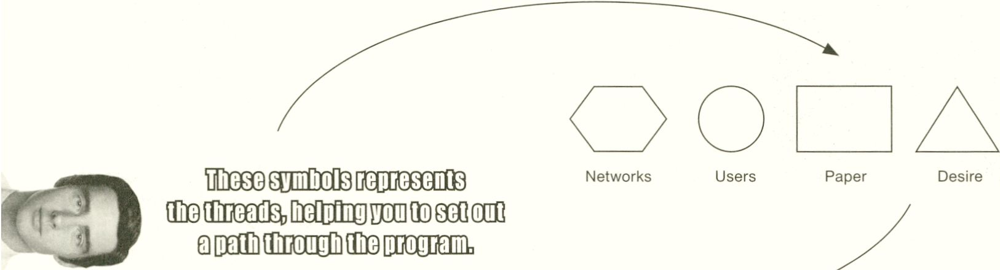 Networks Users Paper Desire
These symbols represents
the threads, helping you to set out
a path through the program.